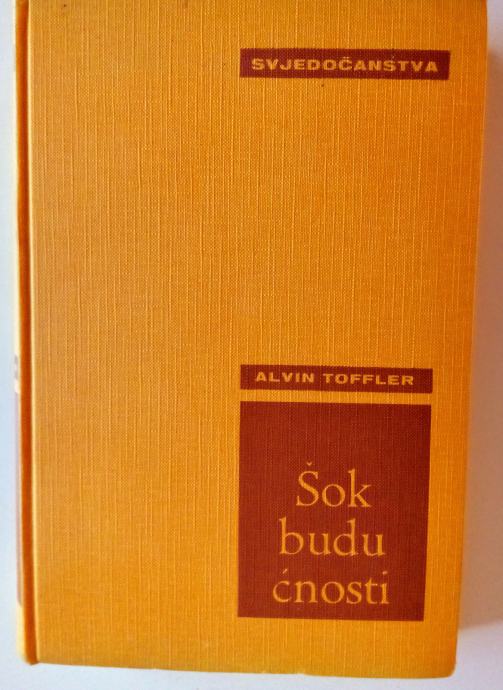 SVJEDOČANSTVA
ALVIN TOFFLER
Šok
budu
ćnosti